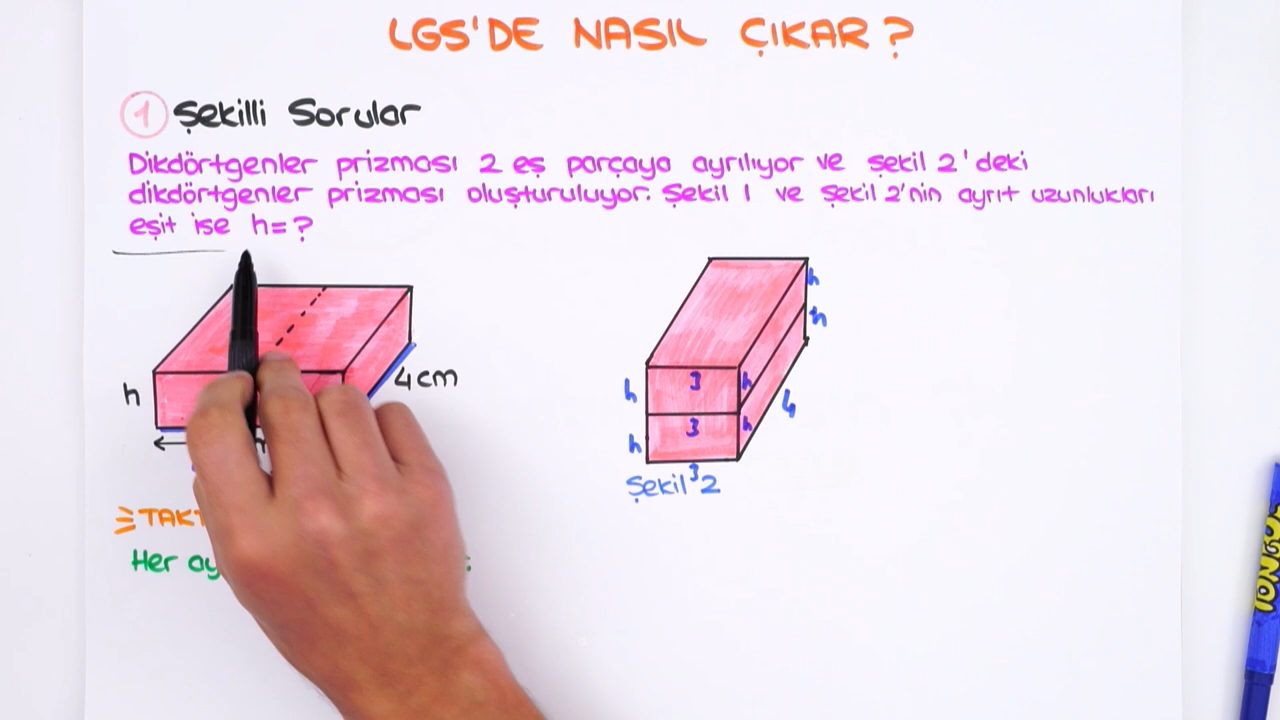 LGS'DE NASIL ÇIKAR?
1 Şekilli Sorular
Dikdörtgenler prizması 2 eş parçaya ayrılıyor ve şekil 2'deki
dikdörtgenler prizması oluşturuluyor. Şekil 1 ve Şekil 2'nin ayrıt uzunlukları
eşit ise h=?
h
4cm
h
h
h
3
h
h
3
h
4
3
Şekil 2
Her